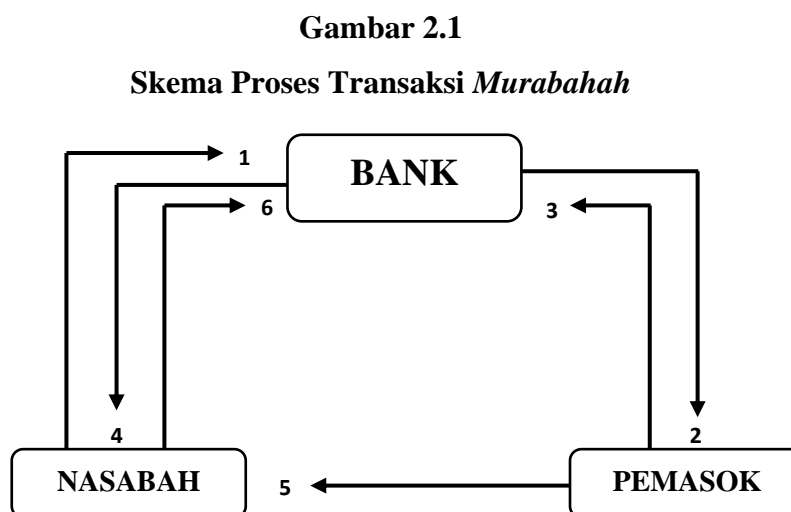 Gambar 2.1
Skema Proses Transaksi Murabahah
1
BANK
6
3
4
2
NASABAH
5
PEMASOK